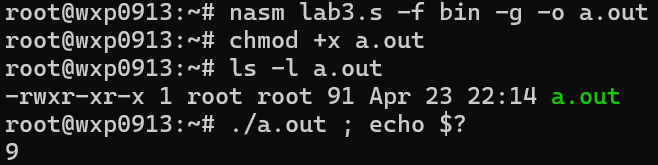 root@wxp0913:~# nasm lab3.s -f bin -g -o a.out
root@wxp0913:~# chmod +x a.out
root@wxp0913:~# ls -l a.out
-rwxr-xr-x 1 root root 91 Apr 23 22:14 a.out
root@wxp0913:~# ./a.out ; echo $?
9